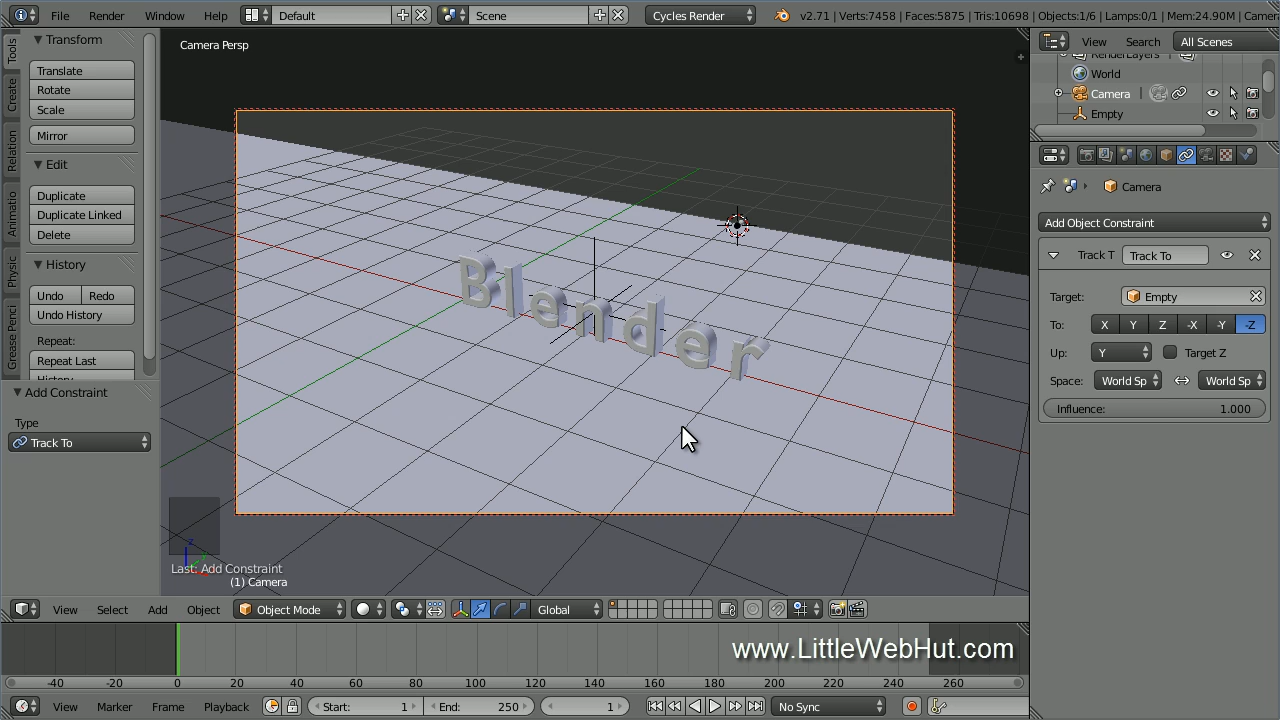 File Render Window Help Default Scene Cycles Render v2.71 | Verts:7458 | Faces:5875 | Tris:10698 | Objects:1/6 | Lamps:0/1 | Mem:24.90M |
Tools
Create
Relation
Animatio
Physic
Grease Penci
Transform
Translate
Rotate
Scale
Mirror
Edit
Duplicate
Duplicate Linked
Delete
History
Undo Redo
Undo History
Repeat:
Repeat Last
History...
Add Constraint
Type
Track To
Camera Persp
Blender
z
Last: Add Constraint
(1) Camera
View Select Add Object Object Mode Global
www.LittleWebHut.com
-40 -20 0 20 40 60 80 100 120 140 160 180 200 220 240 260
View Marker Frame Playback Start: 1 End: 250 1 No Sync
View Search All Scenes
RenderLayers
World
Camera
Empty
Camera
Add Object Constraint
Track T Track To
Target: Empty
To: X Y Z -X -Y -Z
Up: Y Target Z
Space: World Sp World Sp
Influence: 1.000